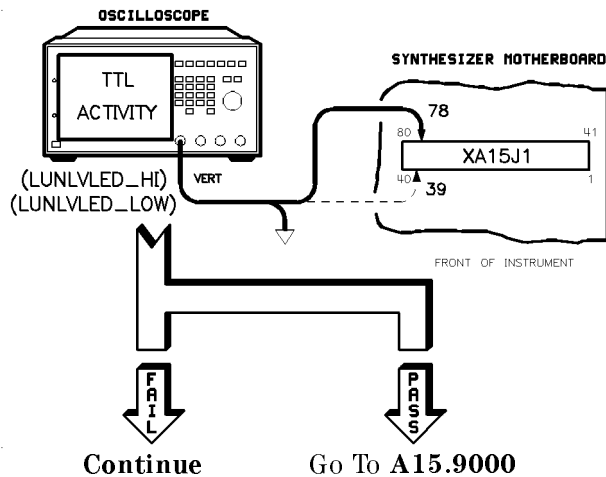 OSCILLOSCOPE
TTL
ACTIVITY
VERT
(LUNLVLED_HI)
(LUNLVLED_LOW)
SYNTHESIZER MOTHERBOARD
78
80
41
XA15J1
40
39
1
FRONT OF INSTRUMENT
FAIL
PASS
Continue
Go To A15.9000